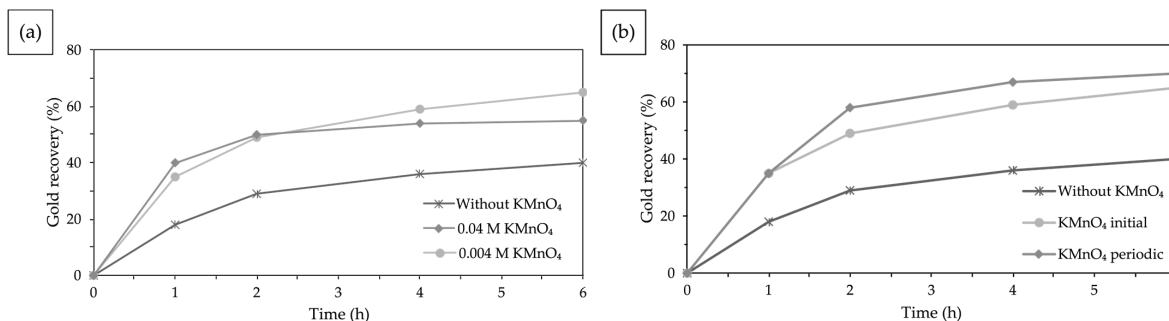 (a)
80
60
40
20
0
Gold recovery (%)
Without KMnO₄
0.04 M KMnO₄
0.004 M KMnO₄
0 1 2 3 4 5 6
Time (h)
(b)
80
60
40
20
0
Gold recovery (%)
Without KMnO₄
KMnO₄ initial
KMnO₄ periodic
0 1 2 3 4 5
Time (h)